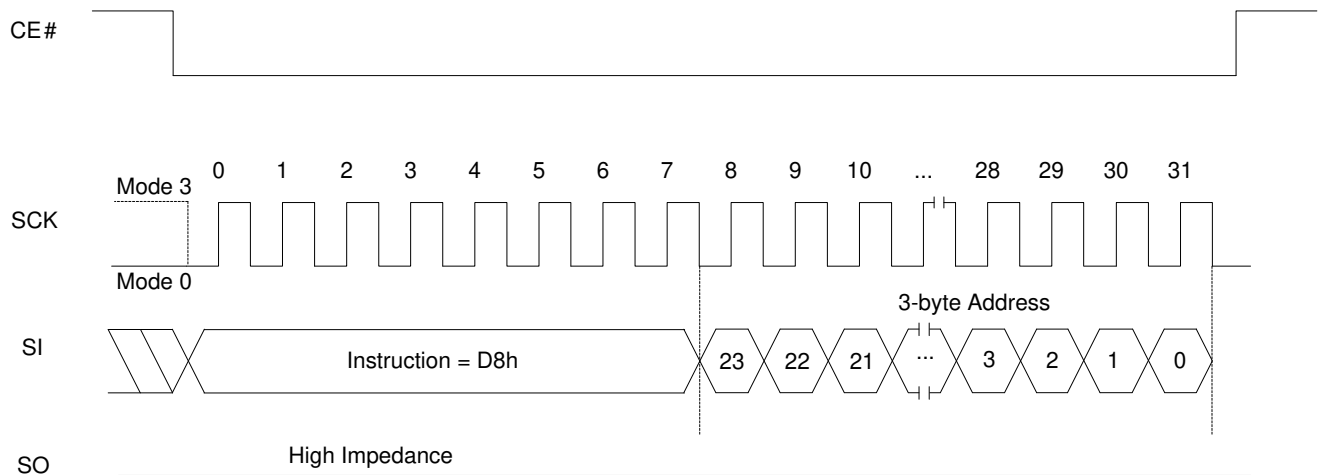 CE#
0 1 2 3 4 5 6 7 8 9 10 ... 28 29 30 31
Mode 3
SCK
Mode 0
3-byte Address
SI
Instruction = D8h 23 22 21 ... 3 2 1 0
High Impedance
SO